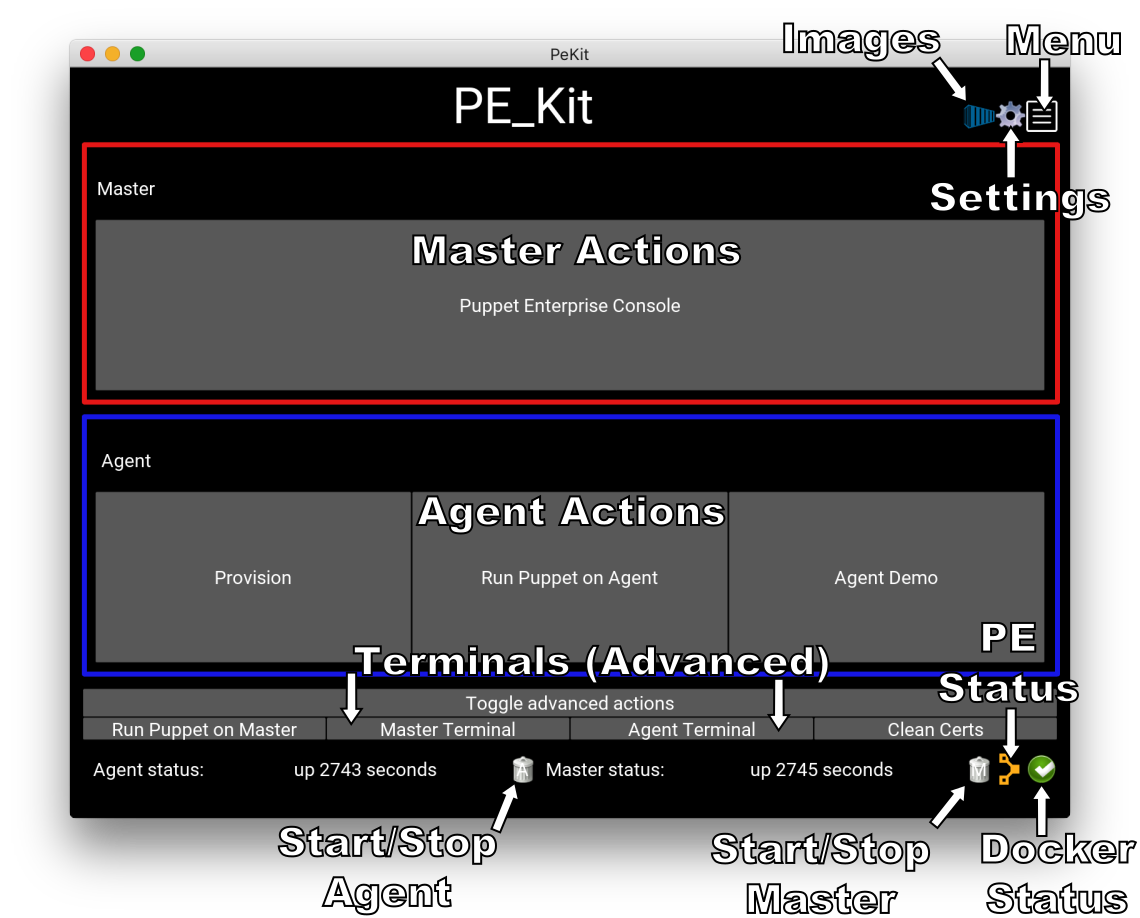 Images
Menu
PeKit
PE_Kit
Settings
Master
Master Actions
Puppet Enterprise Console
Agent
Agent Actions
Provision
Run Puppet on Agent
Agent Demo
PE
Status
Terminals (Advanced)
Toggle advanced actions
Run Puppet on Master
Master Terminal
Agent Terminal
Clean Certs
Agent status:
up 2743 seconds
A
Master status:
up 2745 seconds
M
Start/Stop
Agent
Start/Stop
Master
Docker
Status